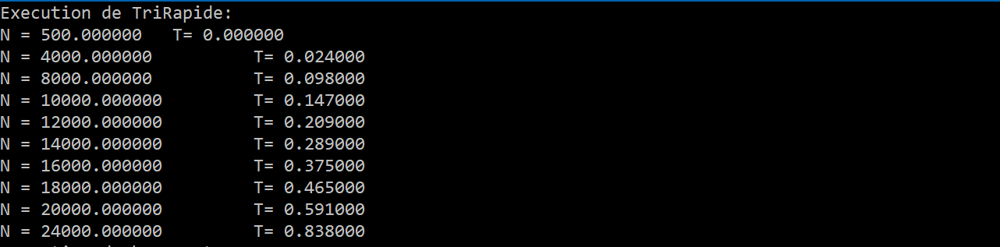 Execution de TriRapide:
N = 500.000000   T= 0.000000
N = 4000.000000          T= 0.024000
N = 8000.000000          T= 0.098000
N = 10000.000000         T= 0.147000
N = 12000.000000         T= 0.209000
N = 14000.000000         T= 0.289000
N = 16000.000000         T= 0.375000
N = 18000.000000         T= 0.465000
N = 20000.000000         T= 0.591000
N = 24000.000000         T= 0.838000